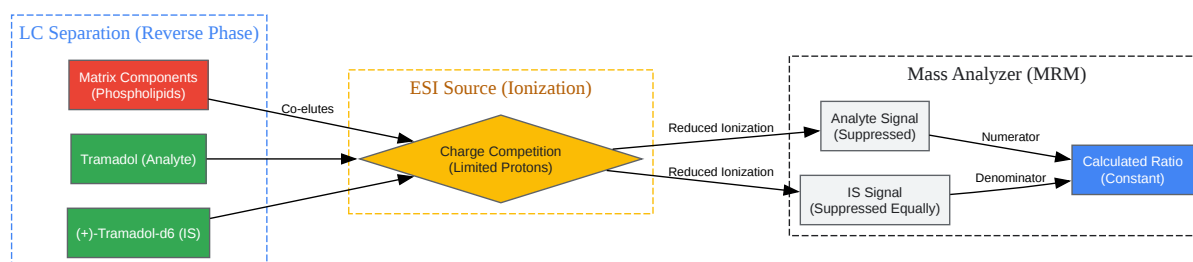 LC Separation (Reverse Phase)
Matrix Components
(Phospholipids)
Tramadol (Analyte)
(+)-Tramadol-d6 (IS)
Co-elutes
ESI Source (Ionization)
Charge Competition
(Limited Protons)
Reduced Ionization
Reduced Ionization
Mass Analyzer (MRM)
Analyte Signal
(Suppressed)
IS Signal
(Suppressed Equally)
Numerator
Denominator
Calculated Ratio
(Constant)